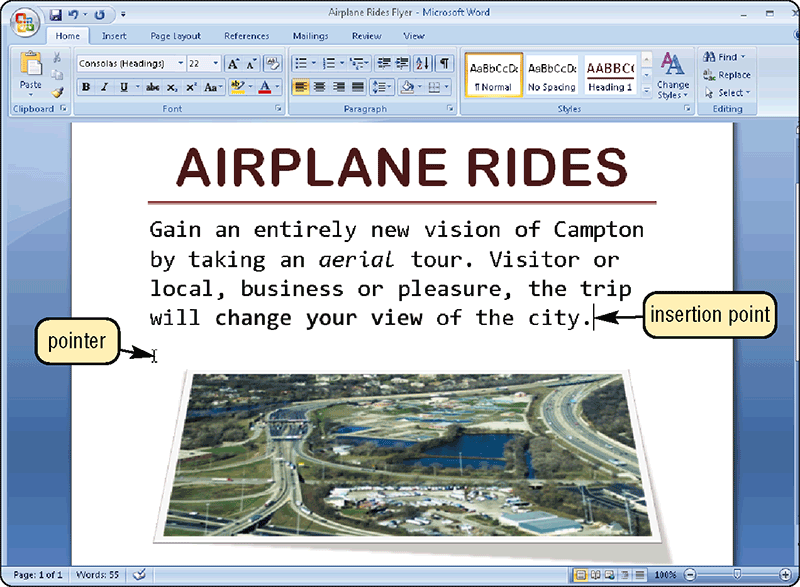 Airplane Rides Flyer - Microsoft Word
Home Insert Page Layout References Mailings Review View
Consolas (Headings) 22
Paste
Clipboard Font Paragraph
AaBbCcDc AaBbCcDc AaBbCc
¶ Normal No Spacing Heading 1
Change Styles
Styles
Find
Replace
Select
Editing
AIRPLANE RIDES
Gain an entirely new vision of Campton
by taking an aerial tour. Visitor or
local, business or pleasure, the trip
will change your view of the city.
insertion point
pointer
Page: 1 of 1 Words: 55 100%